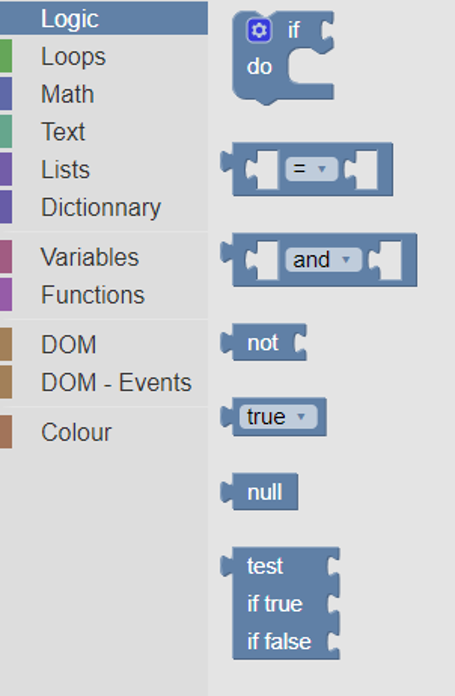 Logic
Loops
Math
Text
Lists
Dictionnary
Variables
Functions
DOM
DOM - Events
Colour
if
do
=
and
not
true
null
test
if true
if false